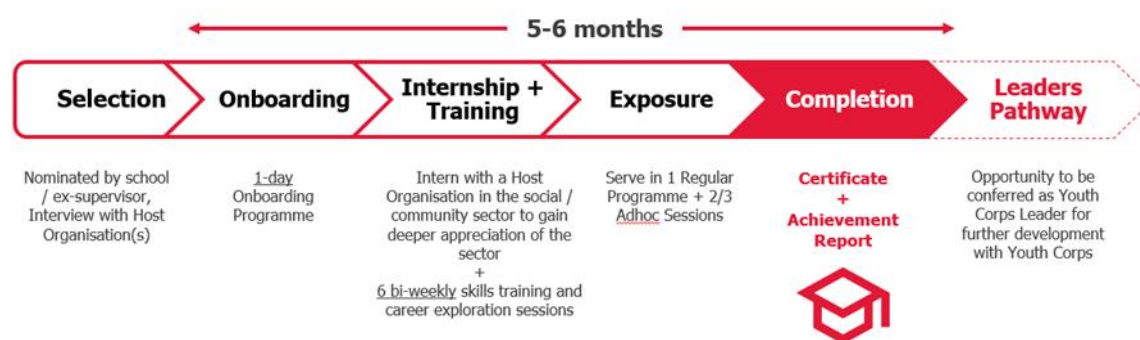 5-6 months
Selection
Onboarding
Internship +
Training
Exposure
Completion
Leaders
Pathway
Nominated by school
/ ex-supervisor,
Interview with Host
Organisation(s)
1-day
Onboarding
Programme
Intern with a Host
Organisation in the social /
community sector to gain
deeper appreciation of the
sector
+
6 bi-weekly skills training and
career exploration sessions
Serve in 1 Regular
Programme + 2/3
Adhoc Sessions
Certificate
+
Achievement
Report
Opportunity to be
conferred as Youth
Corps Leader for
further development
with Youth Corps